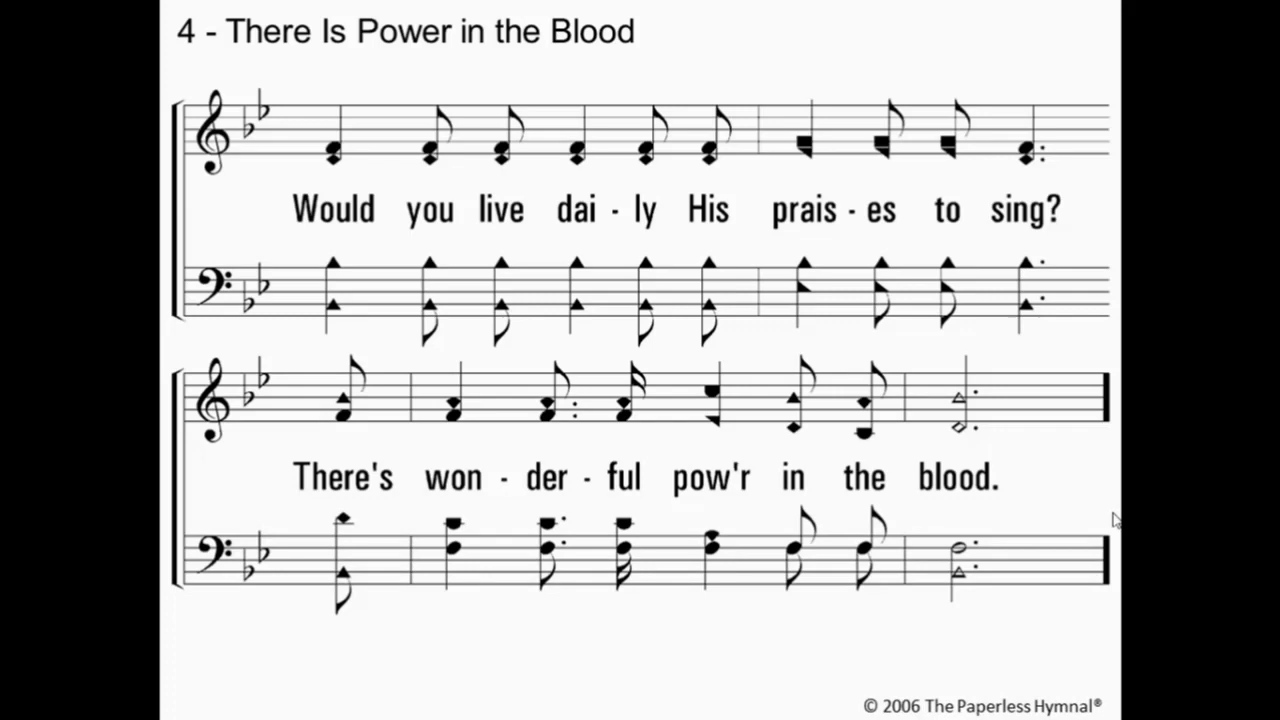 4 - There Is Power in the Blood
Would you live dai - ly His prais - es to sing?
There's won - der - ful pow'r in the blood.
© 2006 The Paperless Hymnal®